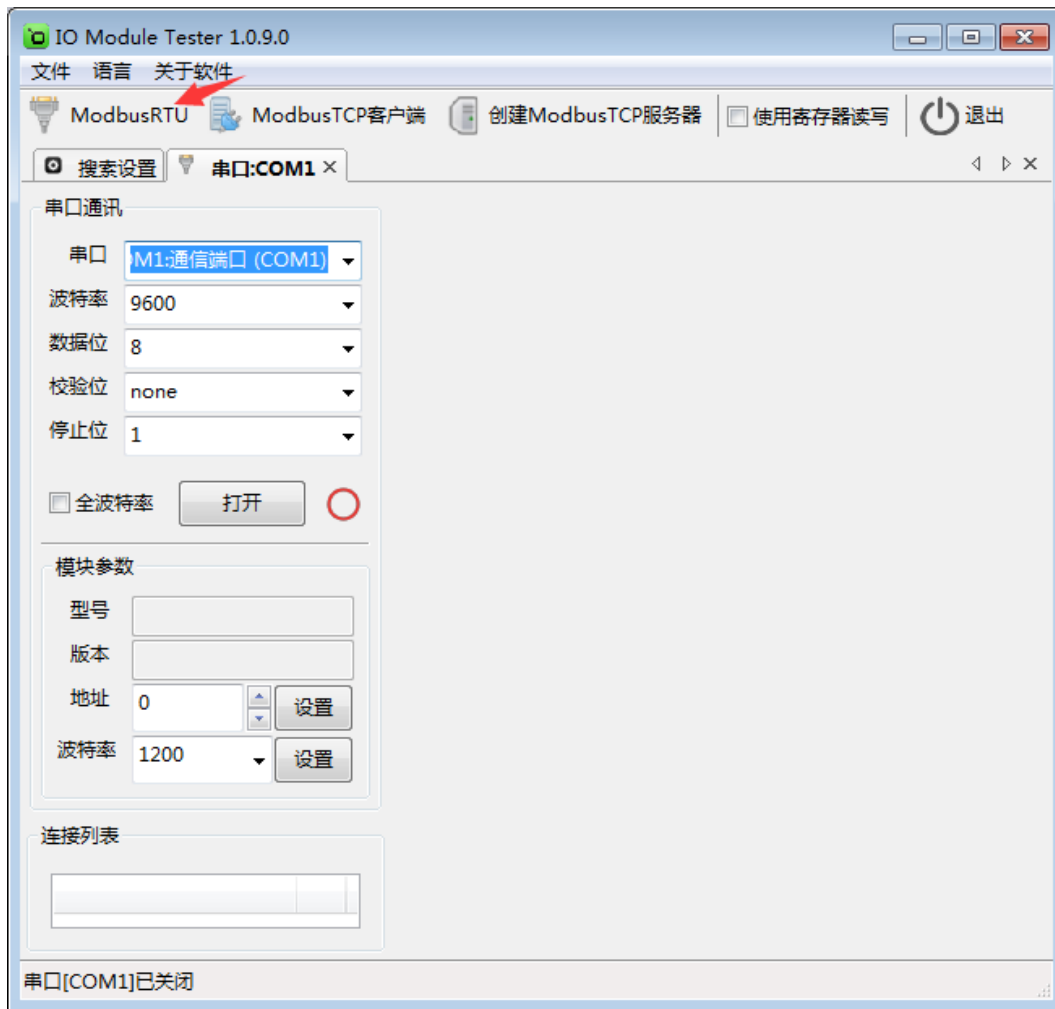 IO Module Tester 1.0.9.0
文件 语言 关于软件
ModbusRTU ModbusTCP客户端 创建ModbusTCP服务器 使用寄存器读写 退出
搜索设置 串口:COM1
串口通讯
串口 M1:通信端口 (COM1)
波特率 9600
数据位 8
校验位 none
停止位 1
全波特率 打开
模块参数
型号
版本
地址 0 设置
波特率 1200 设置
连接列表
串口[COM1]已关闭